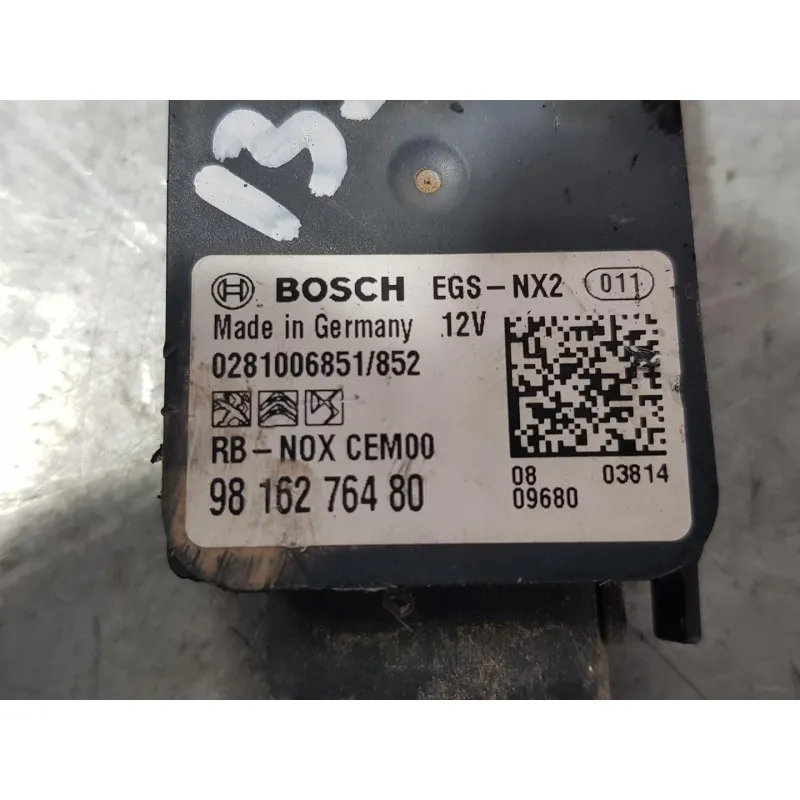 13
BOSCH EGS-NX2 011
Made in Germany 12V
0281006851/852
RB-NOX CEM00
98 162 764 80
08 03814
09680